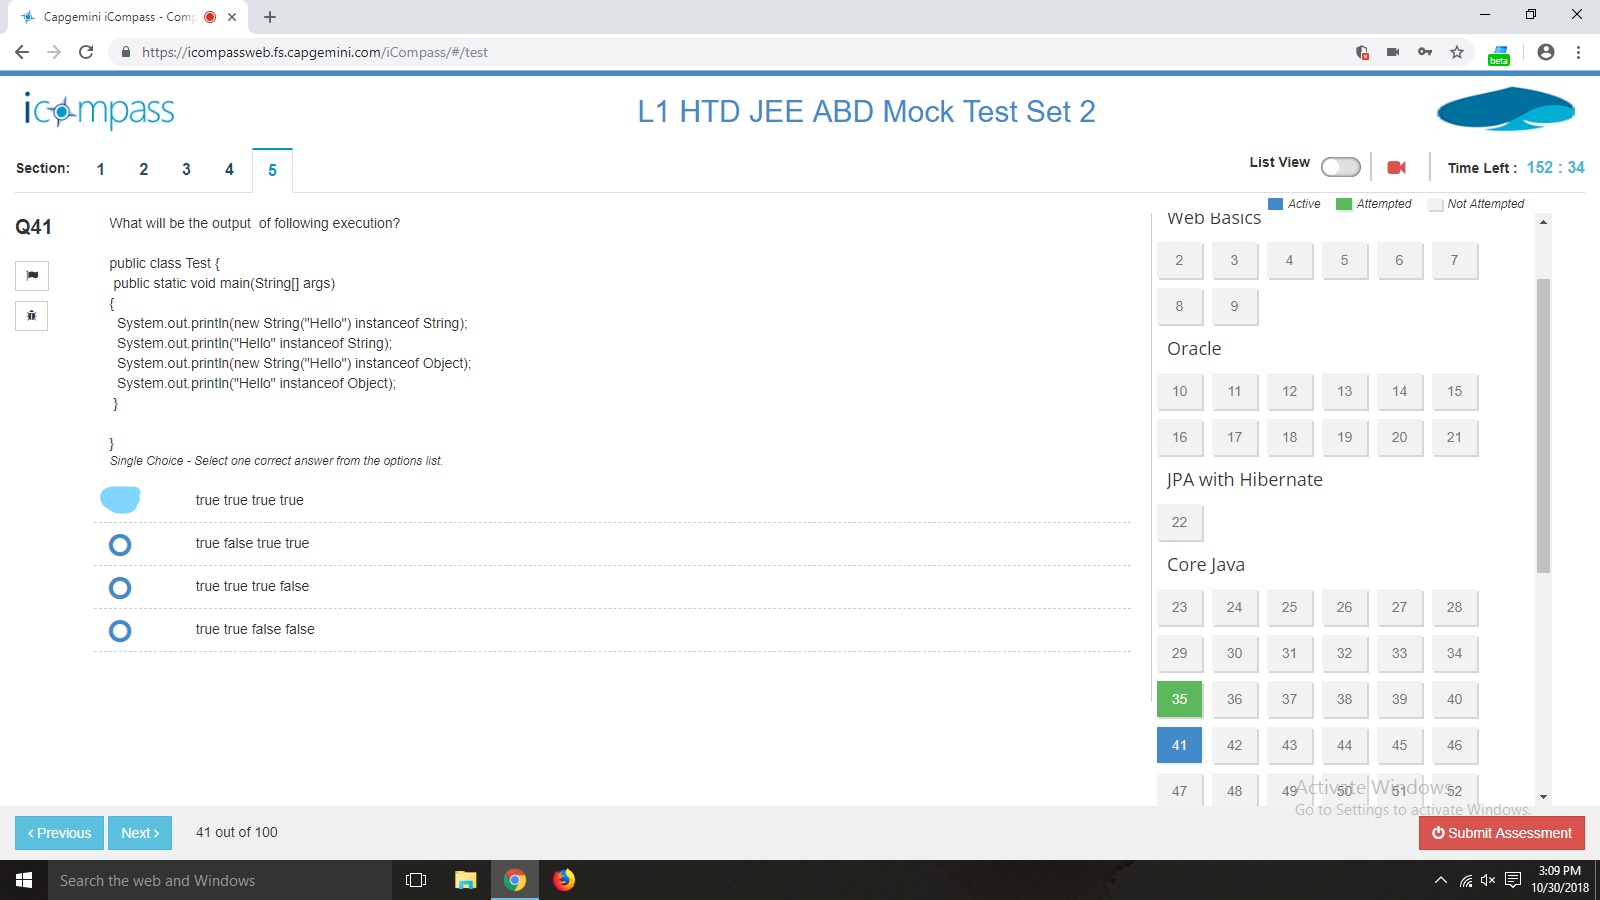 Capgemini iCompass - Comp
https://icompassweb.fs.capgemini.com/iCompass/#/test
beta
icompass
L1 HTD JEE ABD Mock Test Set 2
Section: 1 2 3 4 5
List View
Time Left : 152 : 34
Active Attempted Not Attempted
Q41
What will be the output of following execution?
public class Test {
public static void main(String[] args)
{
System.out.println(new String("Hello") instanceof String);
System.out.println("Hello" instanceof String);
System.out.println(new String("Hello") instanceof Object);
System.out.println("Hello" instanceof Object);
}
}
Single Choice - Select one correct answer from the options list.
true true true true
true false true true
true true true false
true true false false
Web Basics
2 3 4 5 6 7
8 9
Oracle
10 11 12 13 14 15
16 17 18 19 20 21
JPA with Hibernate
22
Core Java
23 24 25 26 27 28
29 30 31 32 33 34
35 36 37 38 39 40
41 42 43 44 45 46
47 48 49 50 51 52
Activate Windows
Go to Settings to activate Windows.
‹ Previous
Next ›
41 out of 100
Submit Assessment
Search the web and Windows
3:09 PM
10/30/2018